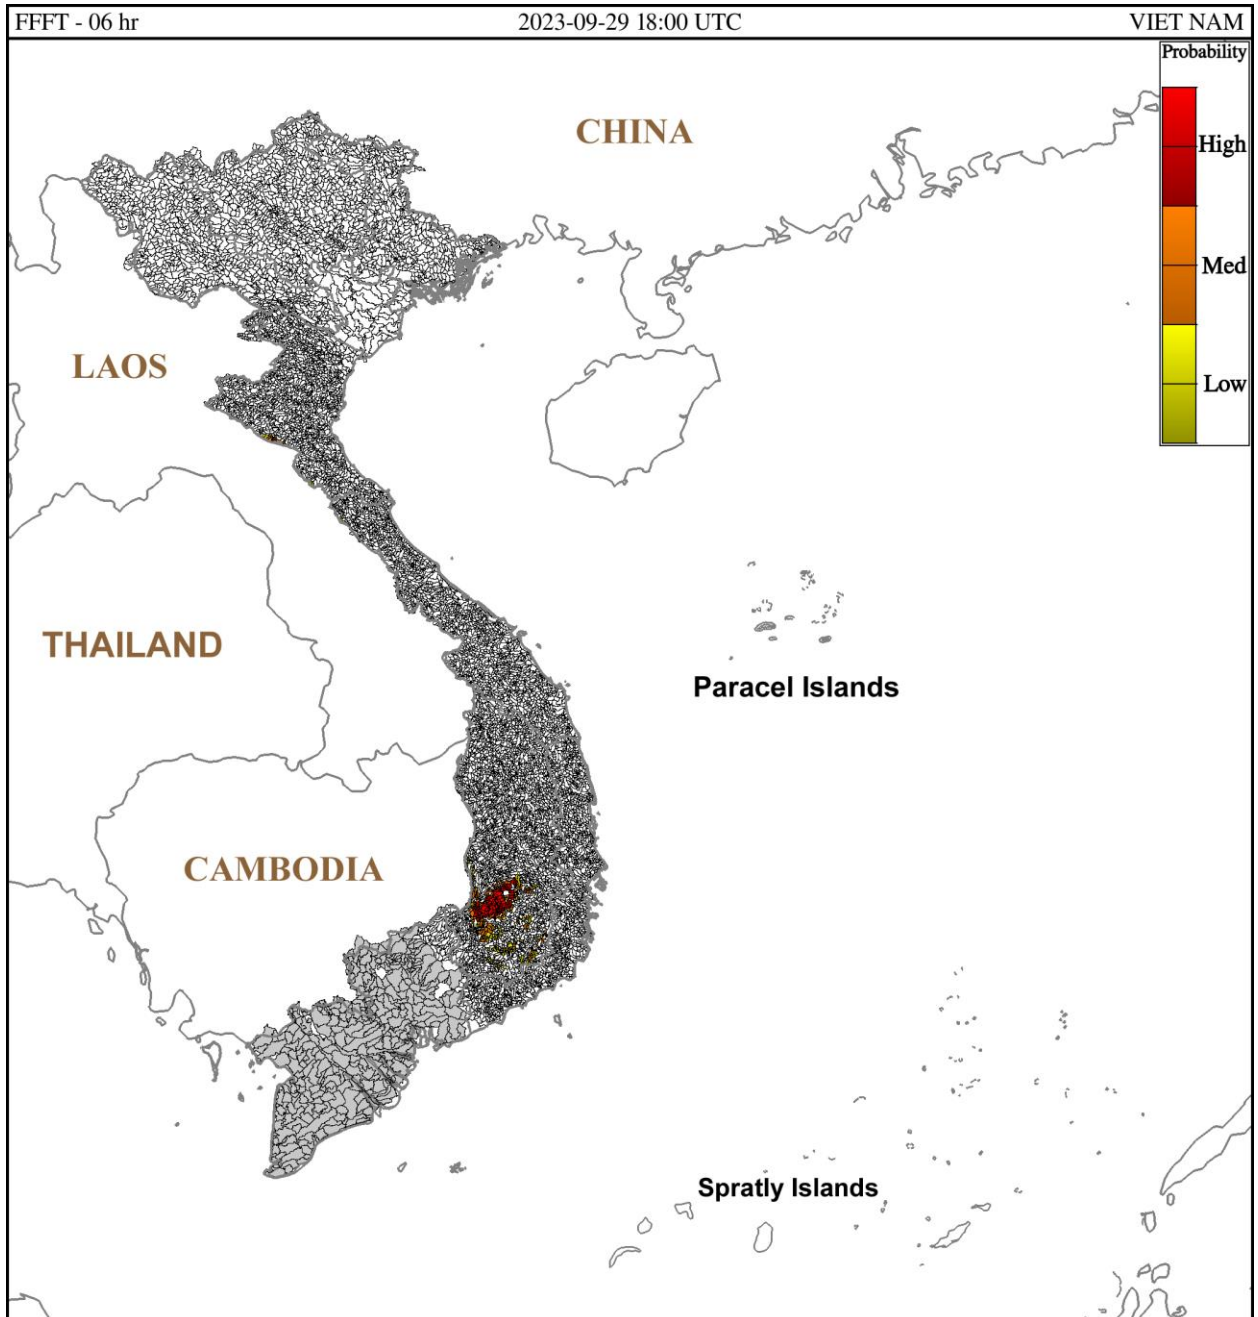 FFFT - 06 hr 2023-09-29 18:00 UTC VIET NAM
Probability
CHINA
High
Med
LAOS
Low
THAILAND
Paracel Islands
CAMBODIA
Spratly Islands